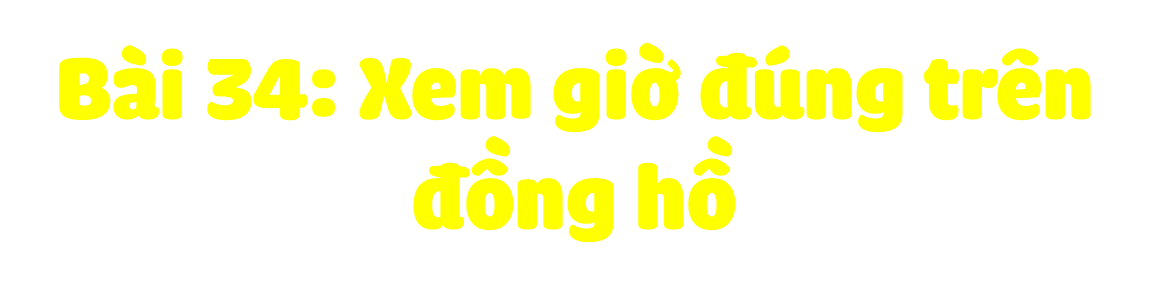 Bài 34: Xem giờ đúng trên
đồng hồ